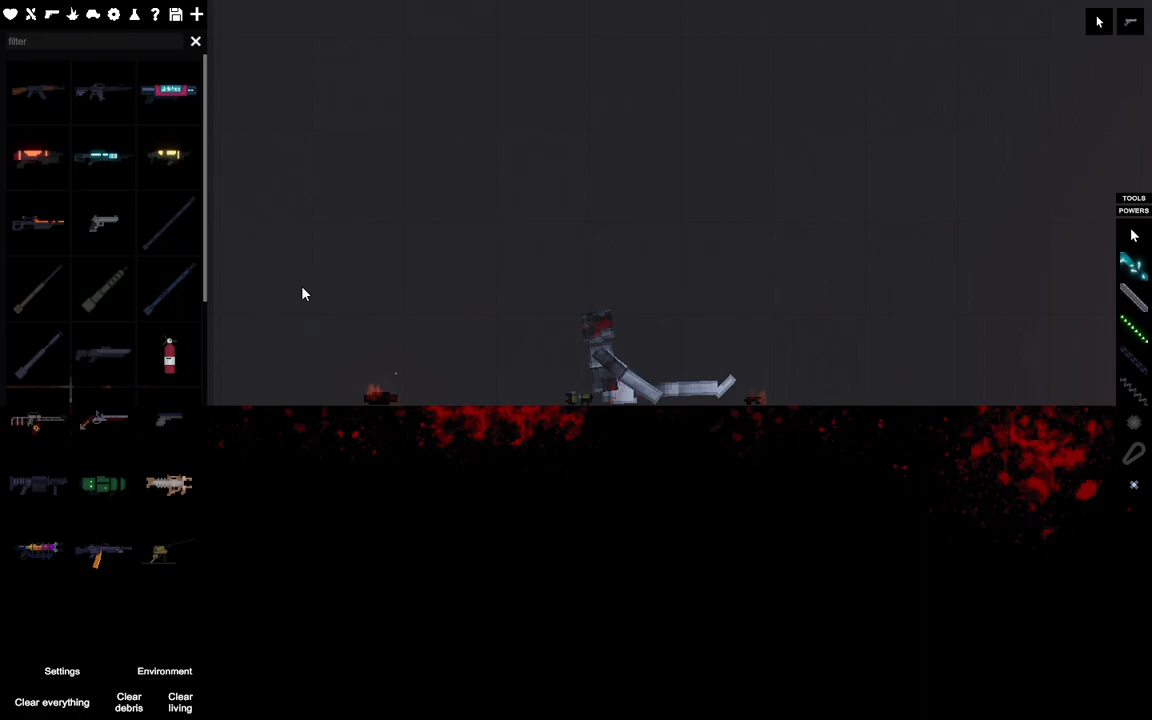 filter
TOOLS
POWERS
Settings
Environment
Clear everything
Clear
debris
Clear
living